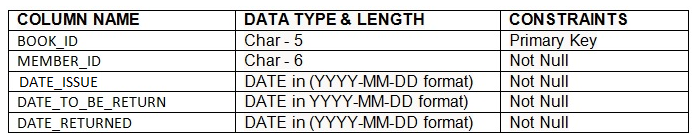 COLUMN NAME DATA TYPE & LENGTH CONSTRAINTS
BOOK_ID Char - 5 Primary Key
MEMBER_ID Char - 6 Not Null
DATE_ISSUE DATE in (YYYY-MM-DD format) Not Null
DATE_TO_BE_RETURN DATE in YYYY-MM-DD format) Not Null
DATE_RETURNED DATE in (YYYY-MM-DD format) Not Null